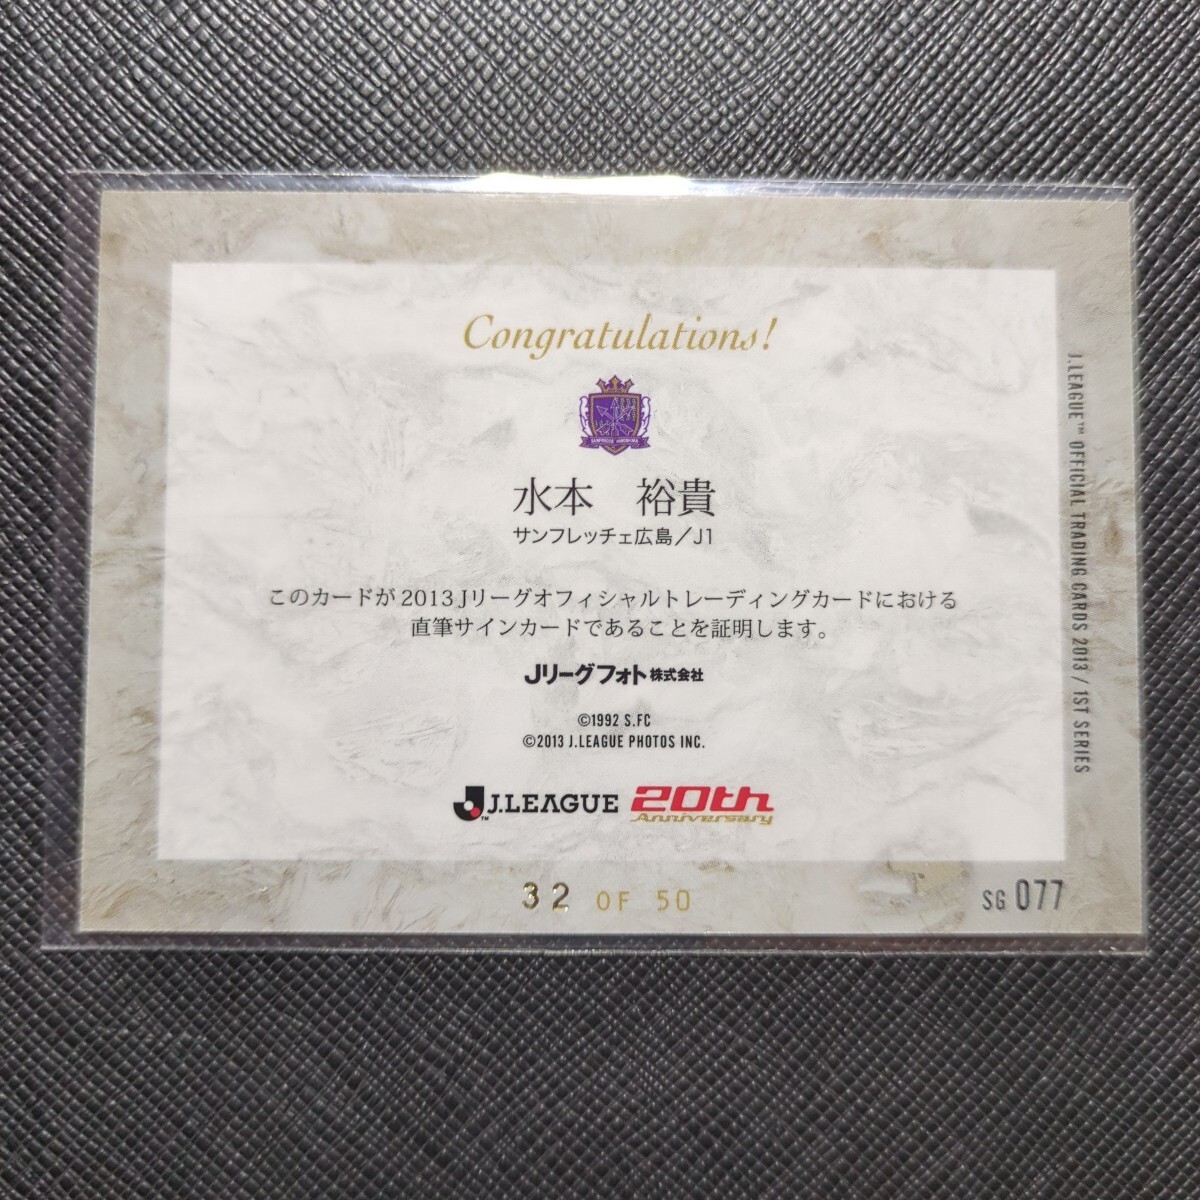 Congratulations!
SANFRECCE HIROSHIMA
水本　裕貴
サンフレッチェ広島／J1
このカードが2013Jリーグオフィシャルトレーディングカードにおける
直筆サインカードであることを証明します。
Jリーグフォト株式会社
©1992 S.FC
©2013 J.LEAGUE PHOTOS INC.
J.LEAGUE 20th
Anniversary
TM
32 OF 50
SG 077
J.LEAGUE™ OFFICIAL TRADING CARDS 2013 / 1ST SERIES